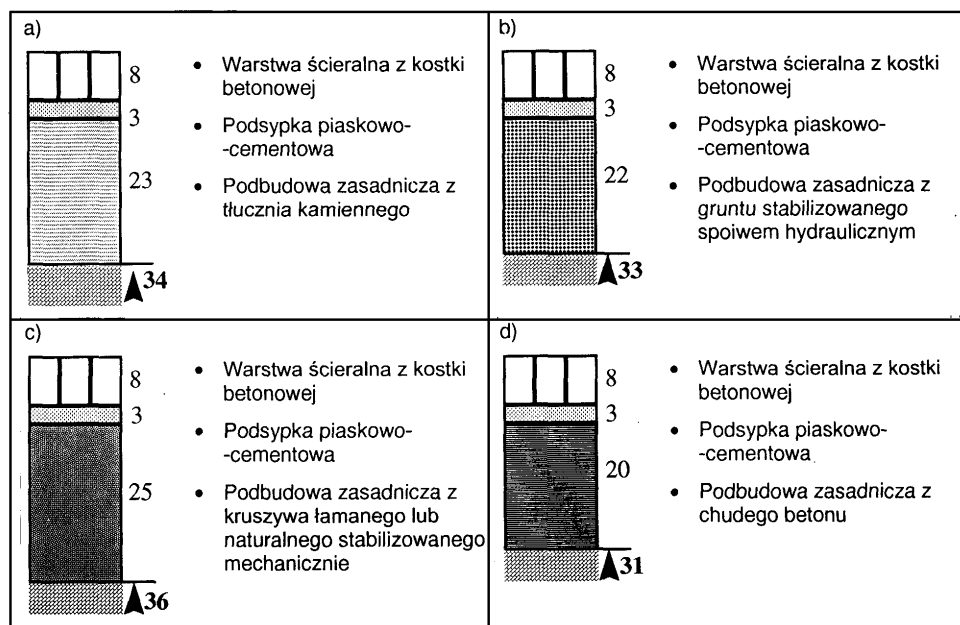 a)
8
3
23
34
• Warstwa ścieralna z kostki
betonowej
• Podsypka piaskowo-
-cementowa
• Podbudowa zasadnicza z
tłucznia kamiennego
b)
8
3
22
33
• Warstwa ścieralna z kostki
betonowej
• Podsypka piaskowo-
-cementowa
• Podbudowa zasadnicza z
gruntu stabilizowanego
spoiwem hydraulicznym
c)
8
3
25
36
• Warstwa ścieralna z kostki
betonowej
• Podsypka piaskowo-
-cementowa
• Podbudowa zasadnicza z
kruszywa łamanego lub
naturalnego stabilizowanego
mechanicznie
d)
8
3
20
31
• Warstwa ścieralna z kostki
betonowej
• Podsypka piaskowo-
-cementowa
• Podbudowa zasadnicza z
chudego betonu